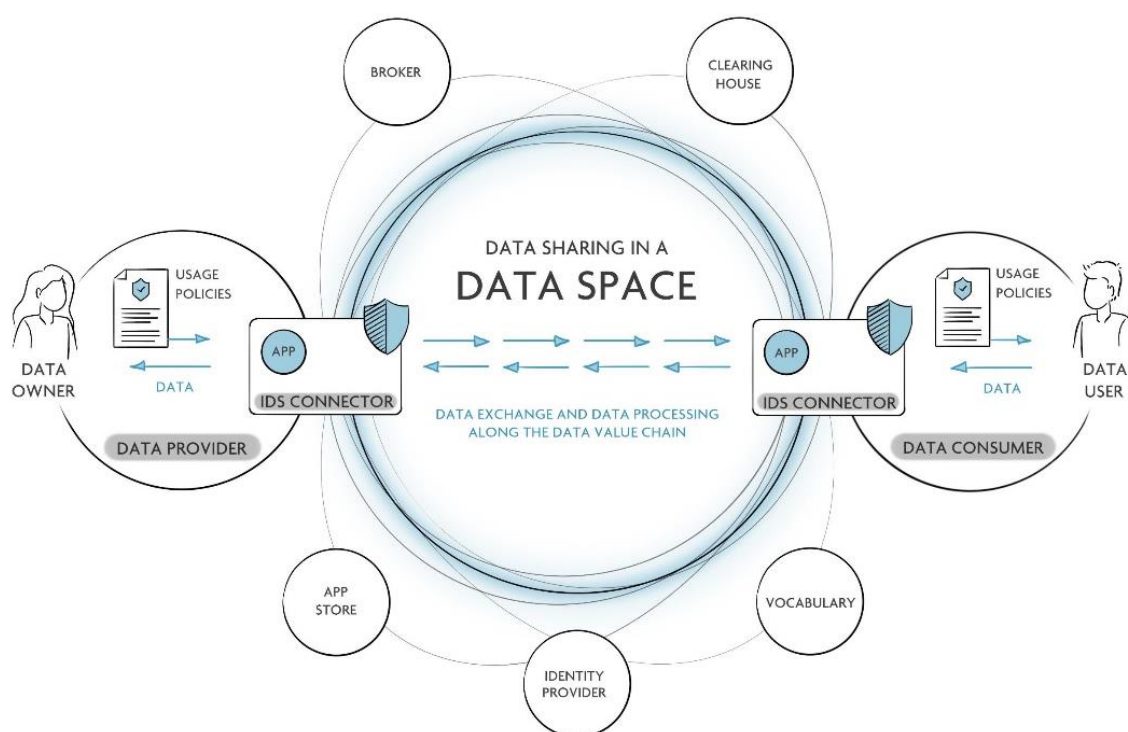 BROKER
CLEARING
HOUSE
DATA SHARING IN A
DATA SPACE
USAGE
POLICIES
DATA
DATA
OWNER
APP
IDS CONNECTOR
DATA PROVIDER
DATA EXCHANGE AND DATA PROCESSING
ALONG THE DATA VALUE CHAIN
USAGE
POLICIES
DATA
DATA
USER
APP
IDS CONNECTOR
DATA CONSUMER
APP
STORE
IDENTITY
PROVIDER
VOCABULARY